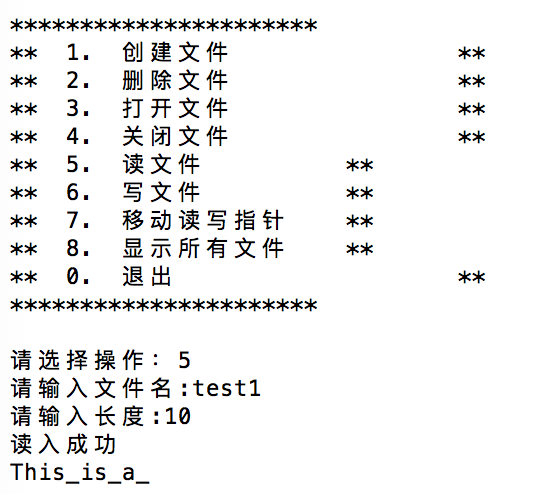 **********************
**  1.  创建文件                **
**  2.  删除文件                **
**  3.  打开文件                **
**  4.  关闭文件                **
**  5.  读文件          **
**  6.  写文件          **
**  7.  移动读写指针    **
**  8.  显示所有文件    **
**  0.  退出                    **
**********************
请选择操作: 5
请输入文件名:test1
请输入长度:10
读入成功
This_is_a_